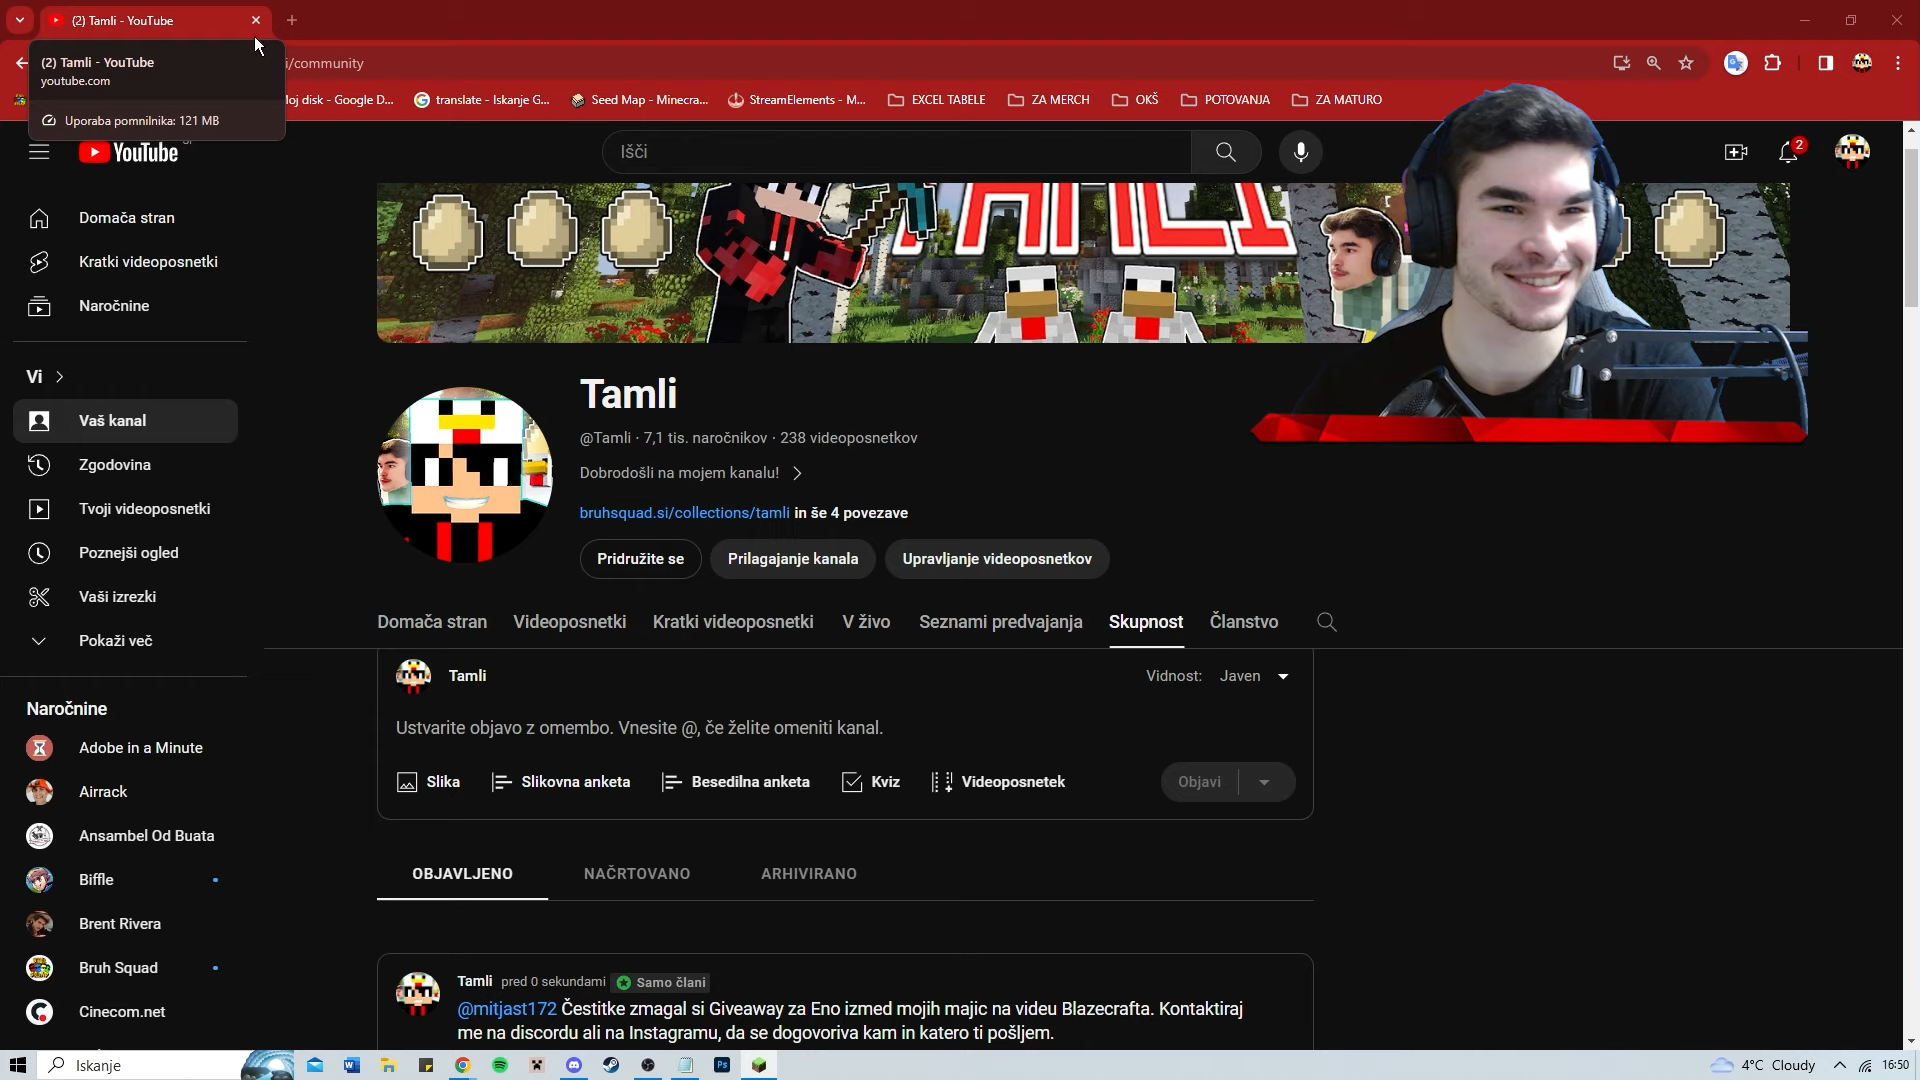 (2) Tamli - YouTube
(2) Tamli - YouTube
youtube.com
Uporaba pomnilnika: 121 MB
i/community
loj disk - Google D...
translate - Iskanje G...
Seed Map - Minecra...
StreamElements - M...
EXCEL TABELE
ZA MERCH
OKŠ
POTOVANJA
ZA MATURO
YouTube
Išči
2
TAMLI
Domača stran
Kratki videoposnetki
Naročnine
Vi
Vaš kanal
Zgodovina
Tvoji videoposnetki
Poznejši ogled
Vaši izrezki
Pokaži več
Naročnine
Adobe in a Minute
Airrack
Ansambel Od Buata
Biffle
Brent Rivera
Bruh Squad
Cinecom.net
Tamli
@Tamli · 7,1 tis. naročnikov · 238 videoposnetkov
Dobrodošli na mojem kanalu!
bruhsquad.si/collections/tamli in še 4 povezave
Pridružite se
Prilagajanje kanala
Upravljanje videoposnetkov
Domača stran
Videoposnetki
Kratki videoposnetki
V živo
Seznami predvajanja
Skupnost
Članstvo
Tamli
Vidnost: Javen
Ustvarite objavo z omembo. Vnesite @, če želite omeniti kanal.
Slika
Slikovna anketa
Besedilna anketa
Kviz
Videoposnetek
Objavi
OBJAVLJENO
NAČRTOVANO
ARHIVIRANO
Tamli pred 0 sekundami Samo člani
@mitjast172 Čestitke zmagal si Giveaway za Eno izmed mojih majic na videu Blazecrafta. Kontaktiraj
me na discordu ali na Instagramu, da se dogovoriva kam in katero ti pošljem.
Iskanje
4°C Cloudy
16:50